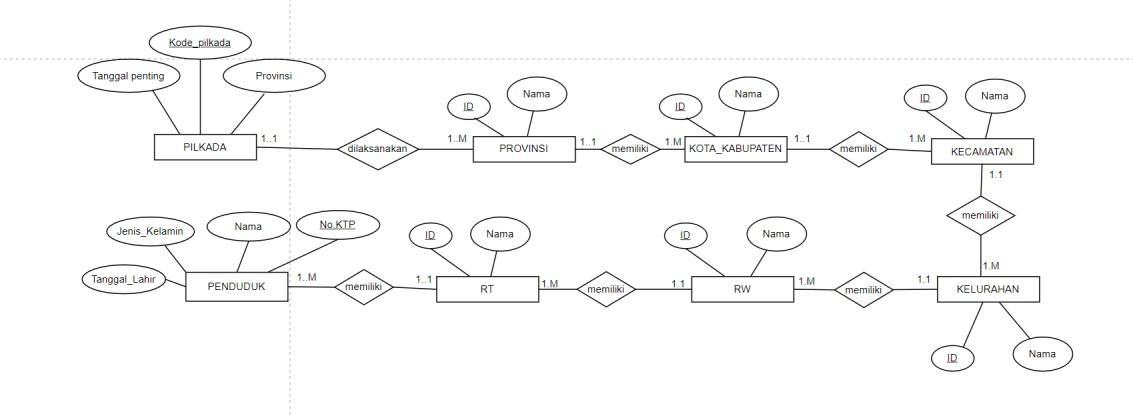 Kode_pilkada
Tanggal penting
Provinsi
PILKADA
1..1
dilaksanakan
1..M
ID
Nama
PROVINSI
1..1
memiliki
1.M
ID
Nama
KOTA_KABUPATEN
1..1
memiliki
1..M
ID
Nama
KECAMATAN
1.1
memiliki
1.M
KELURAHAN
ID
Nama
1.1
memiliki
1..M
ID
Nama
RW
1.1
memiliki
1.M
ID
Nama
RT
1..1
memiliki
1..M
Jenis_Kelamin
Nama
No.KTP
Tanggal_Lahir
PENDUDUK